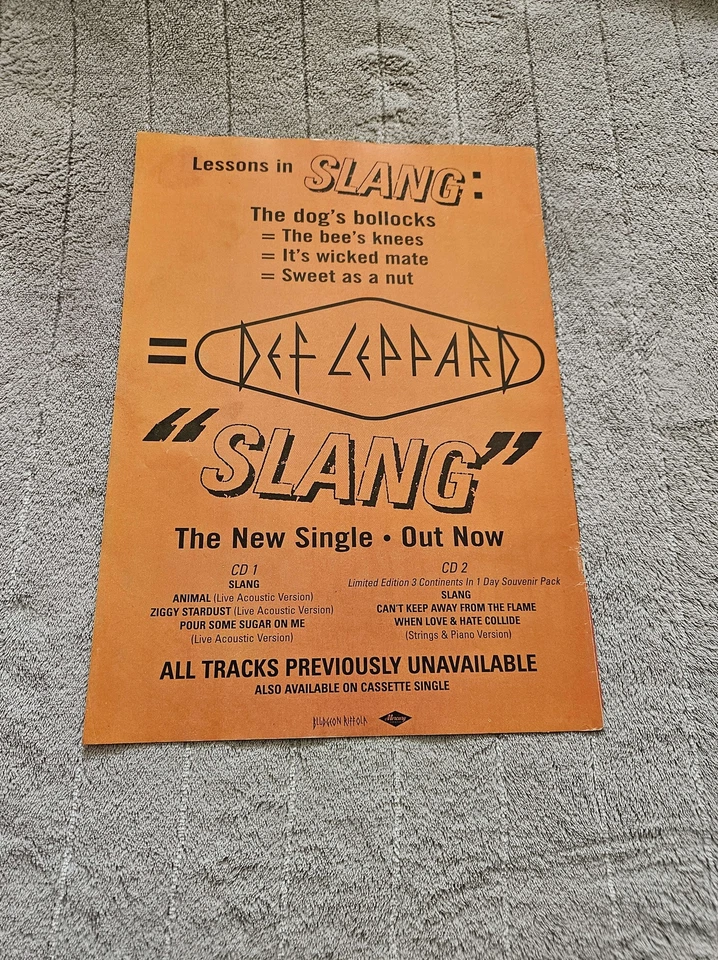 Lessons in SLANG:
The dog's bollocks
= The bee's knees
= It's wicked mate
= Sweet as a nut
= DEF LEPPARD
"SLANG"
The New Single • Out Now
CD 1
SLANG
ANIMAL (Live Acoustic Version)
ZIGGY STARDUST (Live Acoustic Version)
POUR SOME SUGAR ON ME
(Live Acoustic Version)
CD 2
Limited Edition 3 Continents In 1 Day Souvenir Pack
SLANG
CAN'T KEEP AWAY FROM THE FLAME
WHEN LOVE & HATE COLLIDE
(Strings & Piano Version)
ALL TRACKS PREVIOUSLY UNAVAILABLE
ALSO AVAILABLE ON CASSETTE SINGLE
BLUDGEON RIFFOLA Mercury